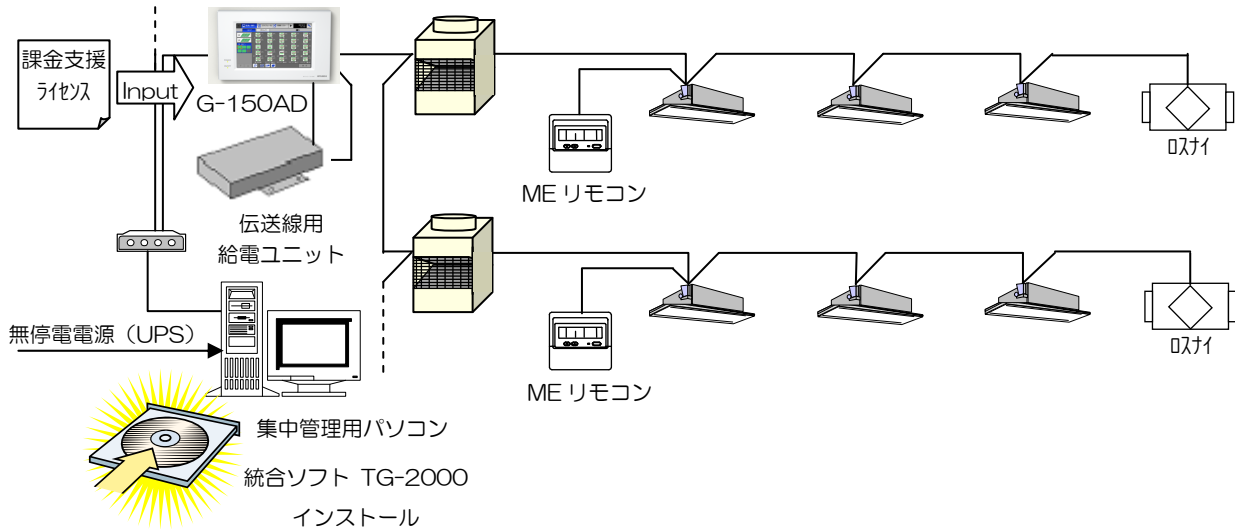 課金支援
ﾗｲｾﾝｽ
Input
G-150AD
伝送線用
給電ユニット
ME リモコン
ﾛｽﾅｲ
ME リモコン
ﾛｽﾅｲ
無停電電源（UPS）
集中管理用パソコン
統合ソフト TG-2000
インストール